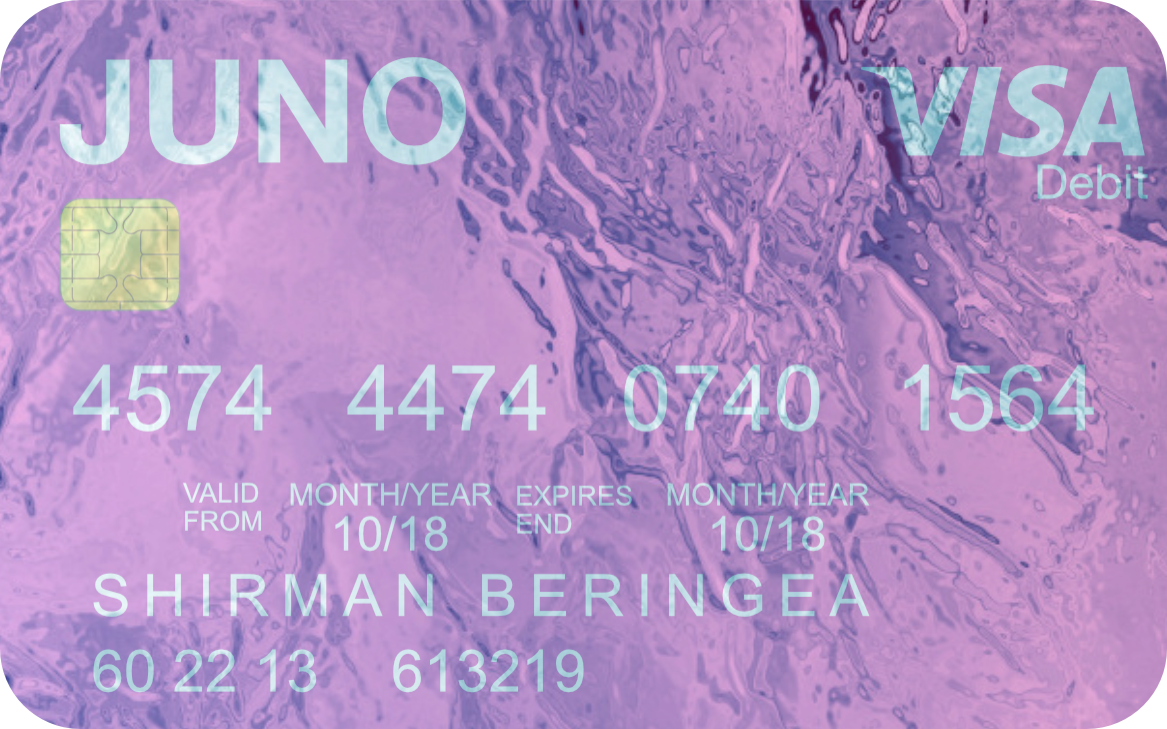 JUNO
VISA
Debit
4574 4474 0740 1564
VALID FROM MONTH/YEAR 10/18 EXPIRES END MONTH/YEAR 10/18
SHIRMAN BERINGEA
60 22 13 613219